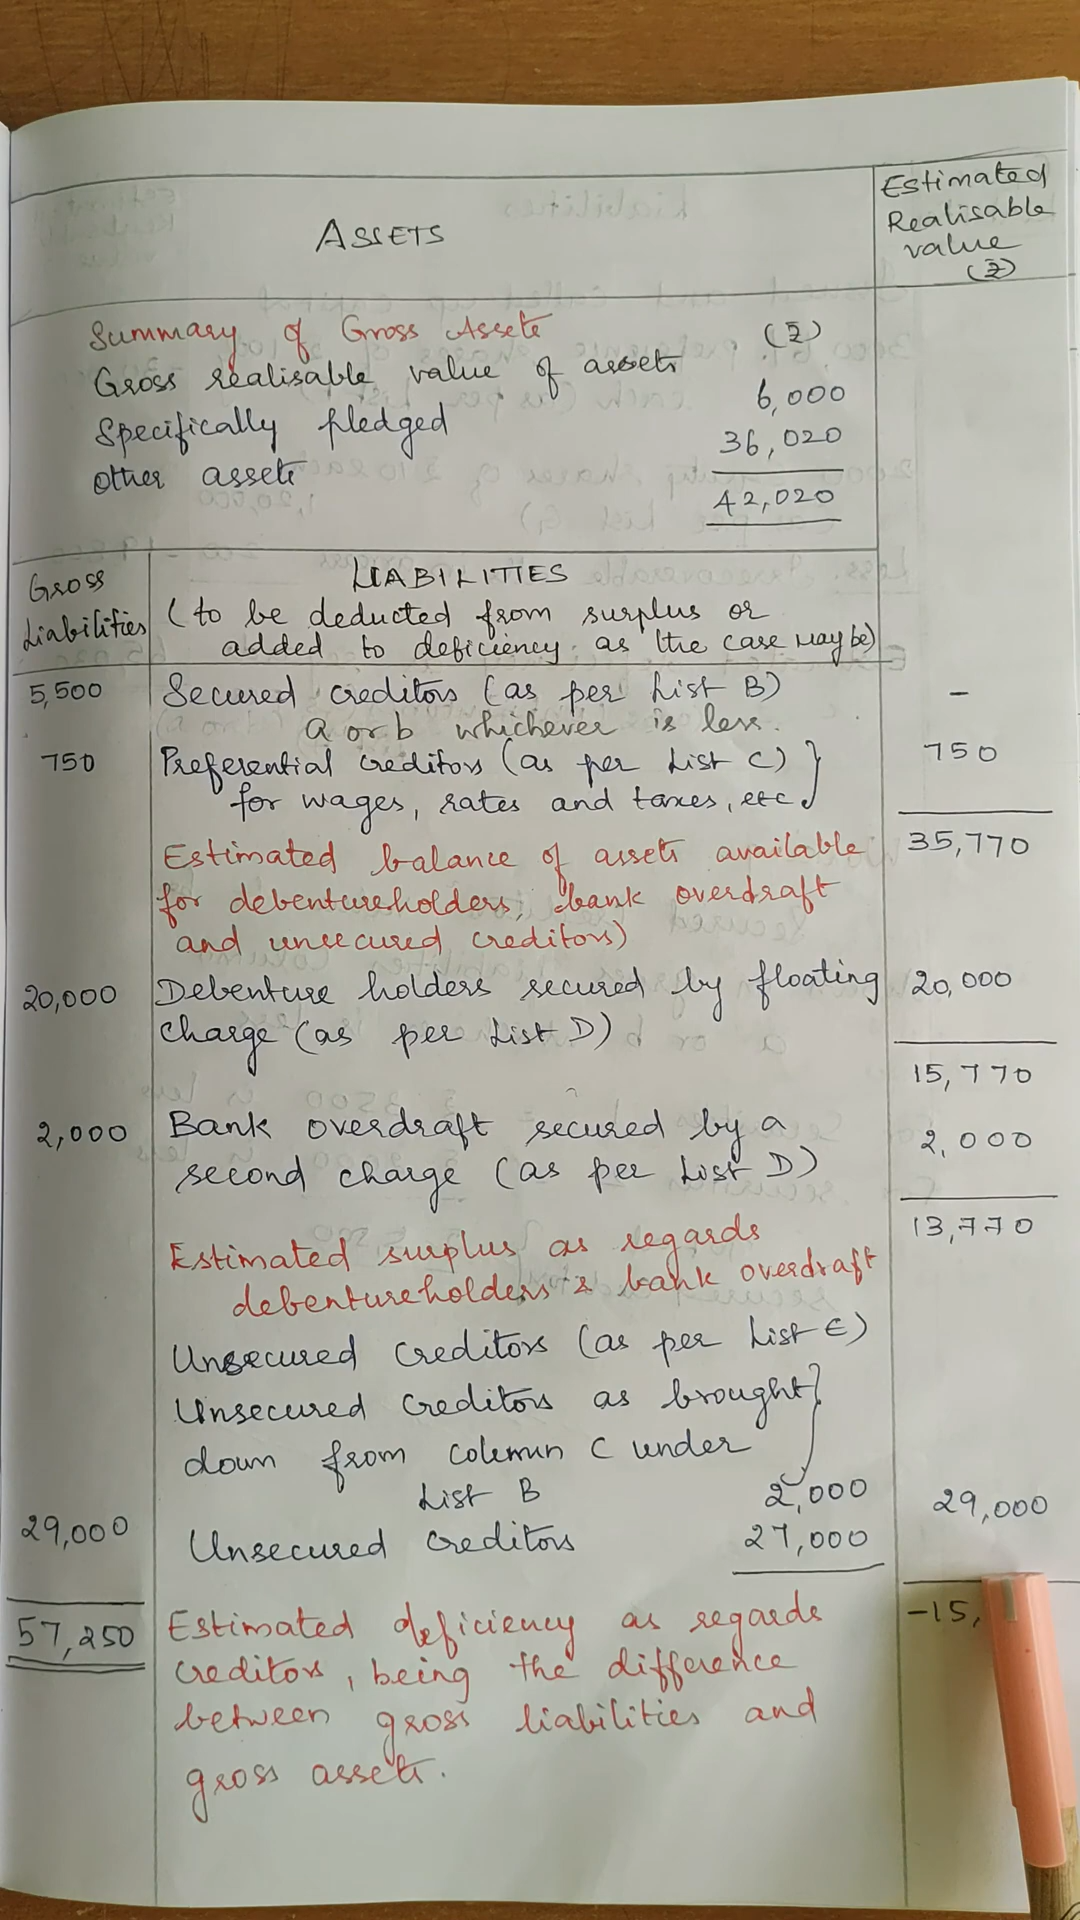 ASSETS
Estimated
Realisable
value
(₹)
Summary of Gross Assets (₹)
Gross realisable value of assets
Specifically pledged 6,000
other assets 36,020
42,020
Gross
Liabilities
LIABILITIES
(to be deducted from surplus or
added to deficiency as the case may be)
5,500 Secured creditors (as per List B) -
a or b whichever is less.
750 Preferential creditors (as per List C) } 750
for wages, rates and taxes, etc.
Estimated balance of assets available 35,770
for debentureholders, bank overdraft
and unsecured creditors)
20,000 Debenture holders secured by floating 20,000
charge (as per List D)
15,770
2,000 Bank overdraft secured by a 2,000
second charge (as per List D)
13,770
Estimated surplus as regards
debentureholders & bank overdraft
Unsecured creditors (as per List E)
Unsecured creditors as brought }
down from column C under
List B 2,000 29,000
29,000 Unsecured creditors 27,000
57,250 Estimated deficiency as regards -15,
creditors, being the difference
between gross liabilities and
gross assets.